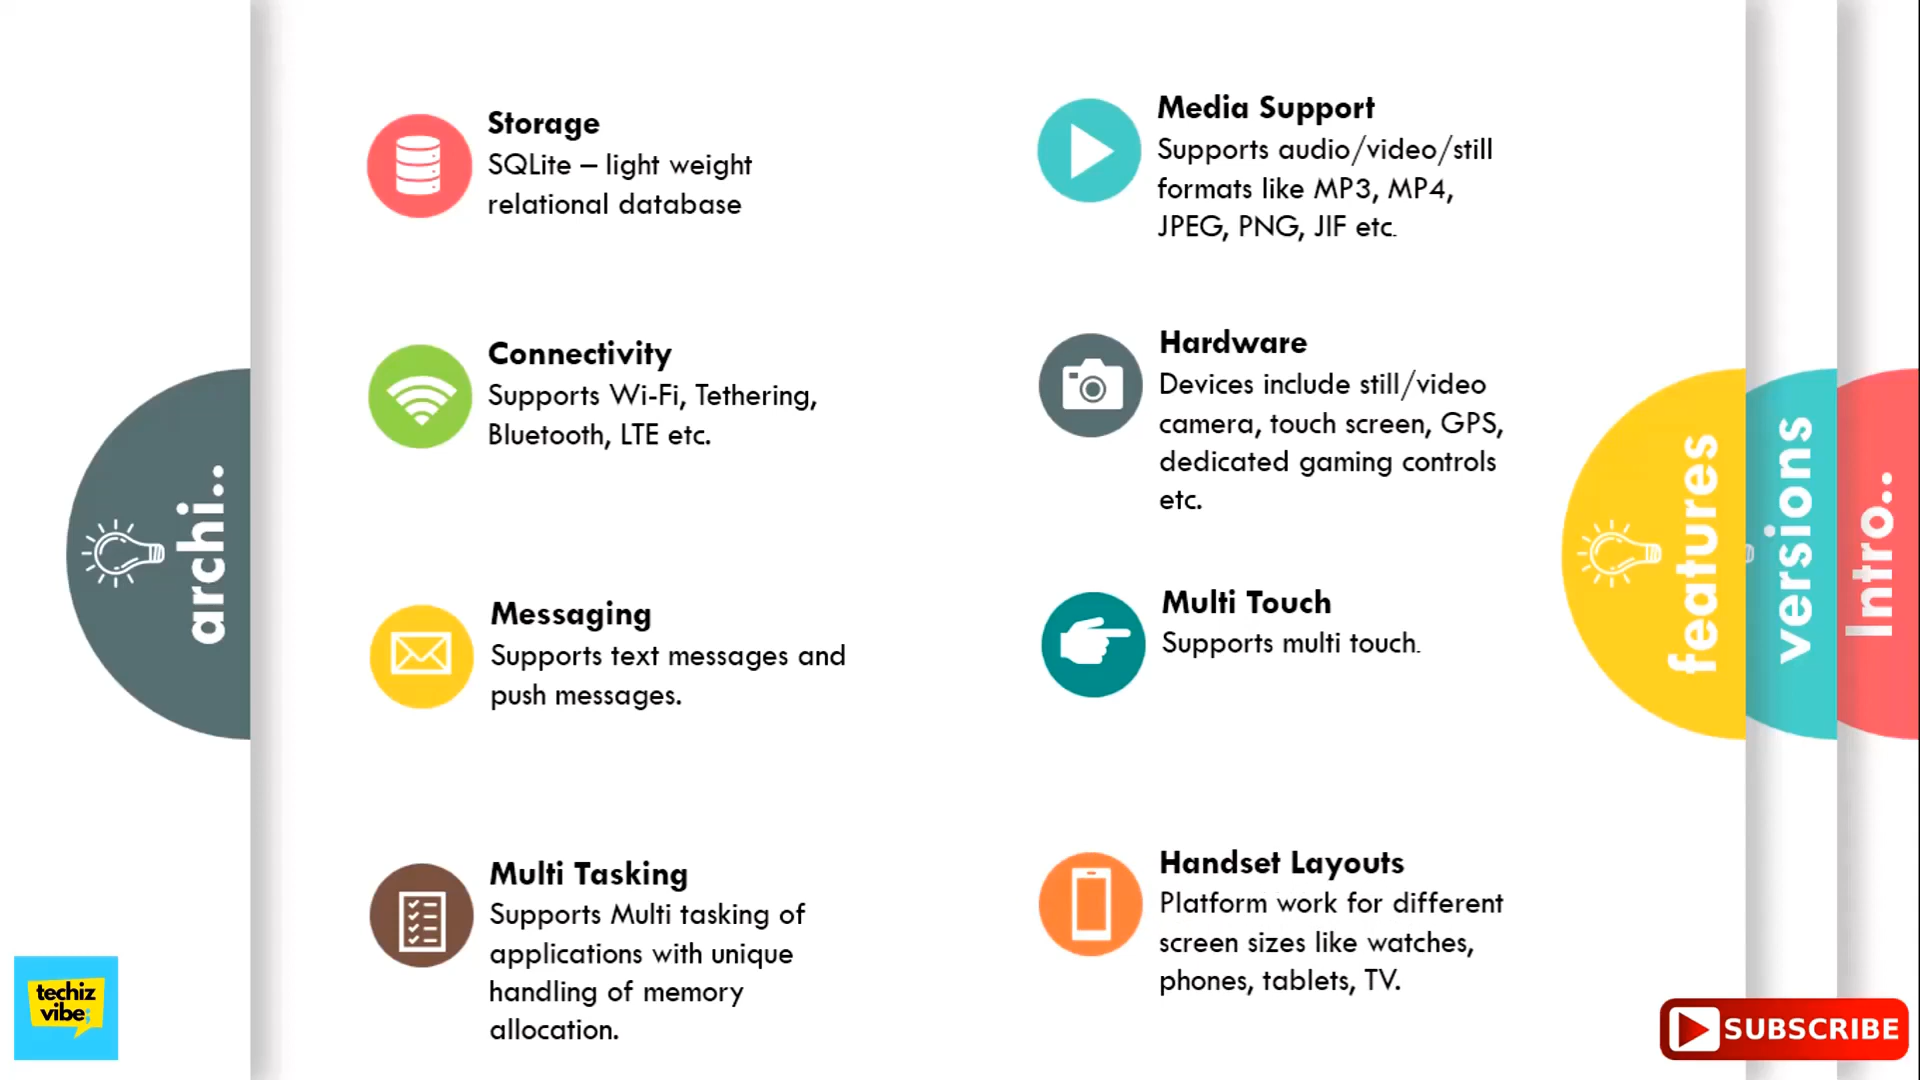 archi..
Storage
SQLite – light weight
relational database
Connectivity
Supports Wi-Fi, Tethering,
Bluetooth, LTE etc.
Messaging
Supports text messages and
push messages.
Multi Tasking
Supports Multi tasking of
applications with unique
handling of memory
allocation.
Media Support
Supports audio/video/still
formats like MP3, MP4,
JPEG, PNG, JIF etc.
Hardware
Devices include still/video
camera, touch screen, GPS,
dedicated gaming controls
etc.
Multi Touch
Supports multi touch.
Handset Layouts
Platform work for different
screen sizes like watches,
phones, tablets, TV.
features
versions
Intro..
techiz
vibe;
SUBSCRIBE